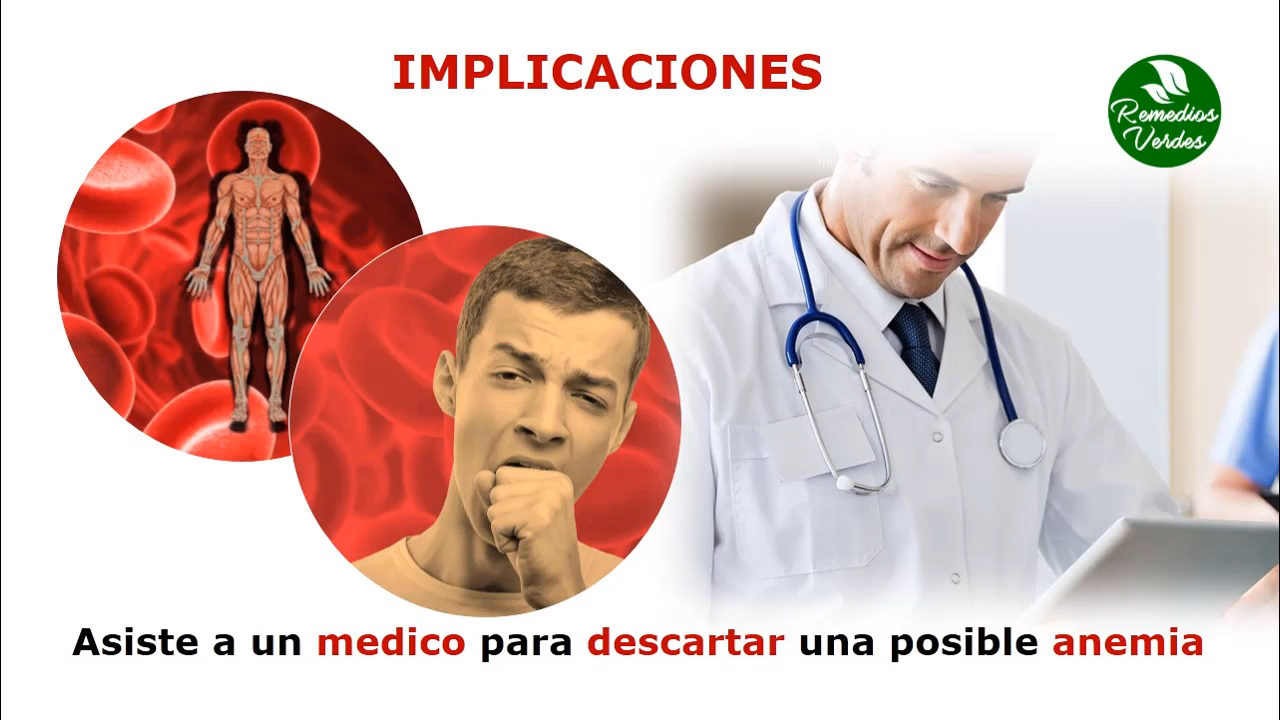 IMPLICACIONES
Remedios
Verdes
Asiste a un medico para descartar una posible anemia